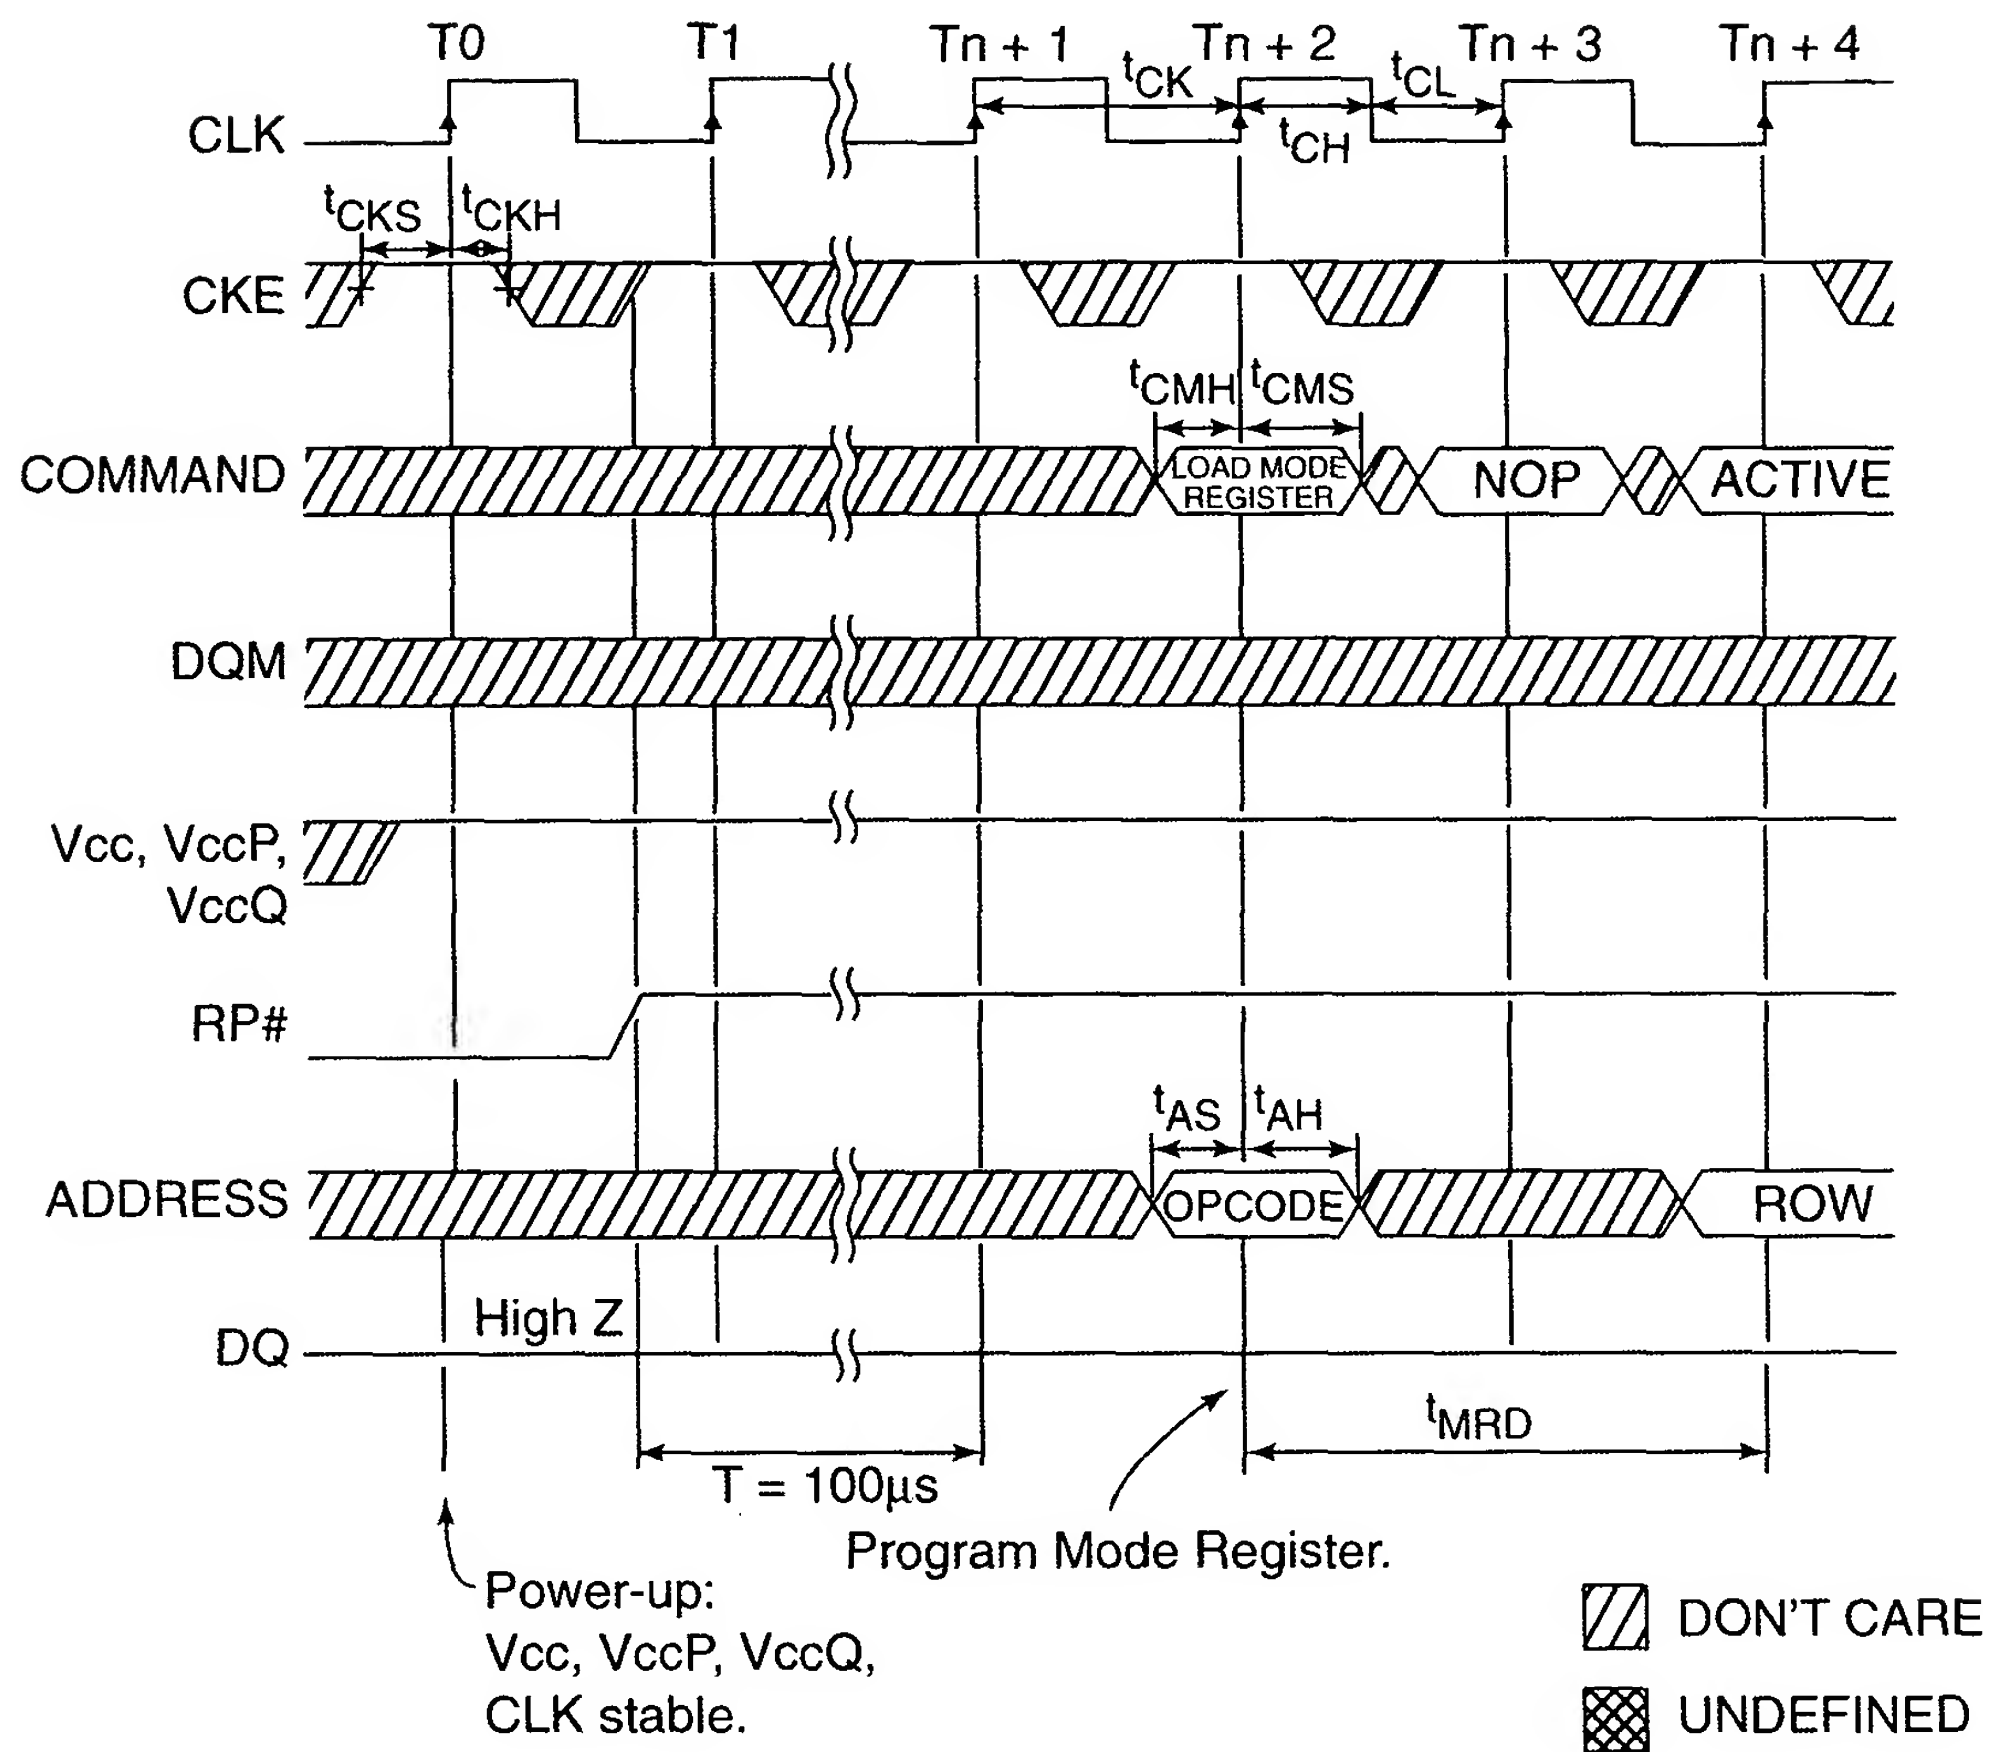 T0 T1 Tn + 1 Tn + 2 Tn + 3 Tn + 4
tCK tCL
CLK
tCH
tCKS tCKH
CKE
tCMH tCMS
COMMAND LOAD MODE REGISTER NOP ACTIVE
DQM
Vcc, VccP,
VccQ
RP#
tAS tAH
ADDRESS OPCODE ROW
High Z
DQ
tMRD
T = 100µs
Program Mode Register.
Power-up:
Vcc, VccP, VccQ,
CLK stable.
DON'T CARE
UNDEFINED